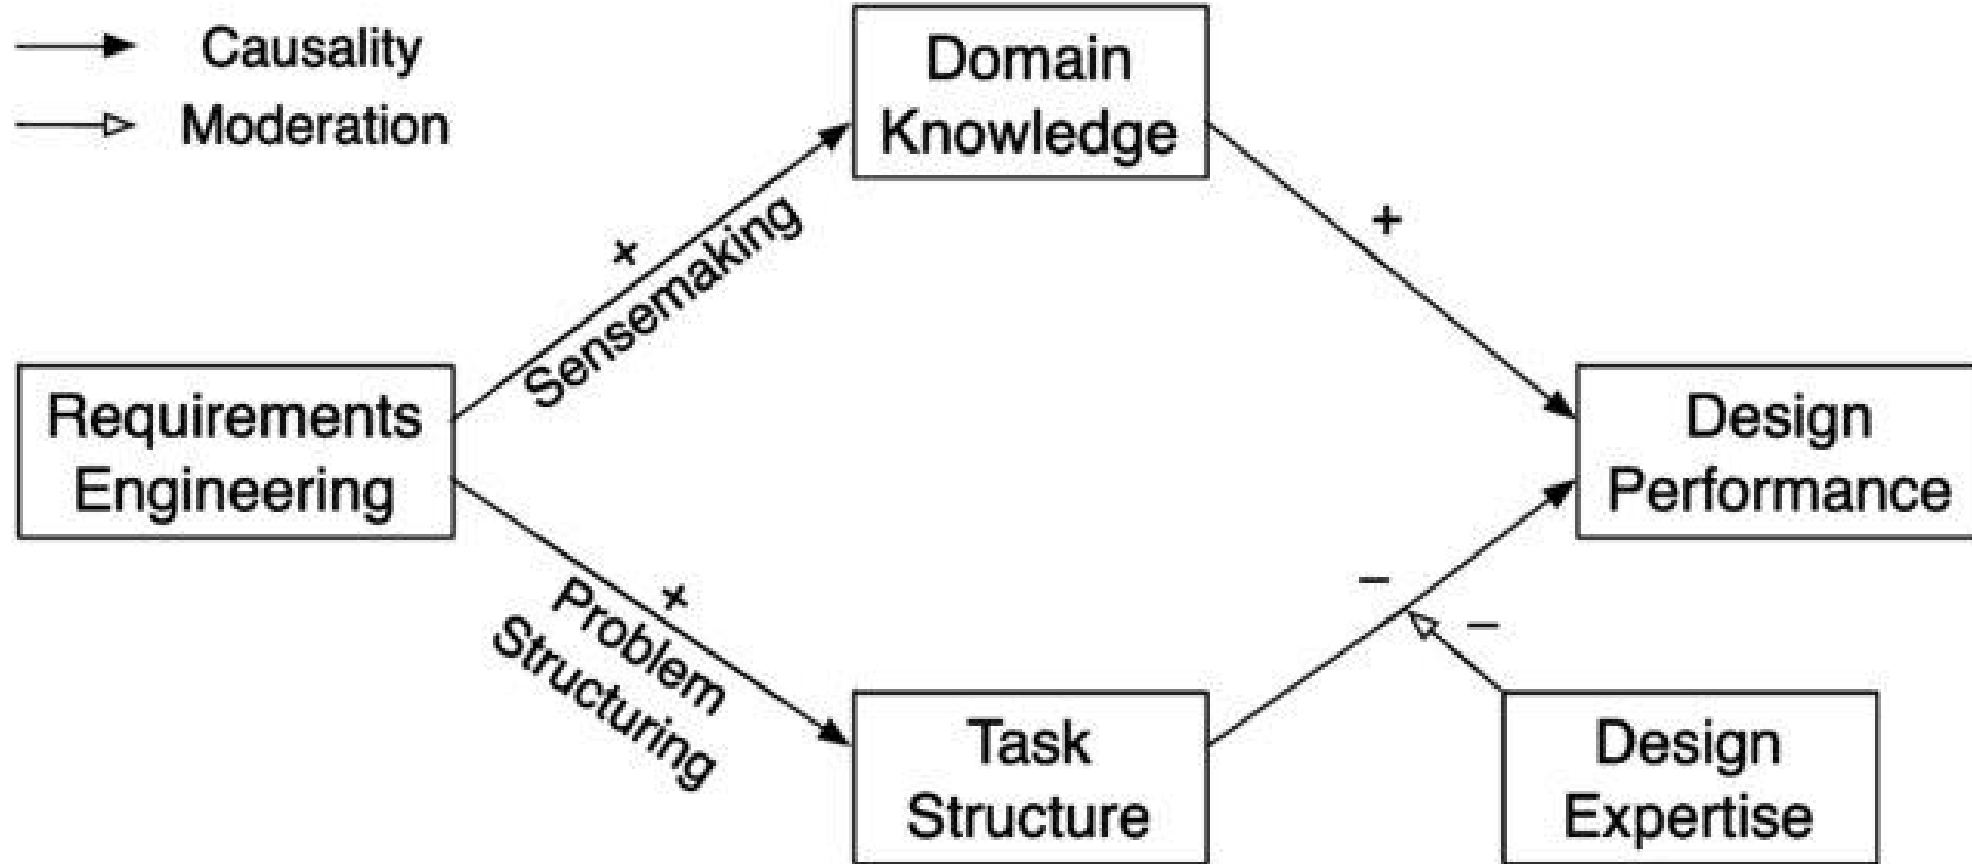 Causality
Moderation
Domain
Knowledge
+
Sensemaking
+
Requirements
Engineering
Design
Performance
+
Problem
Structuring
–
–
Task
Structure
Design
Expertise